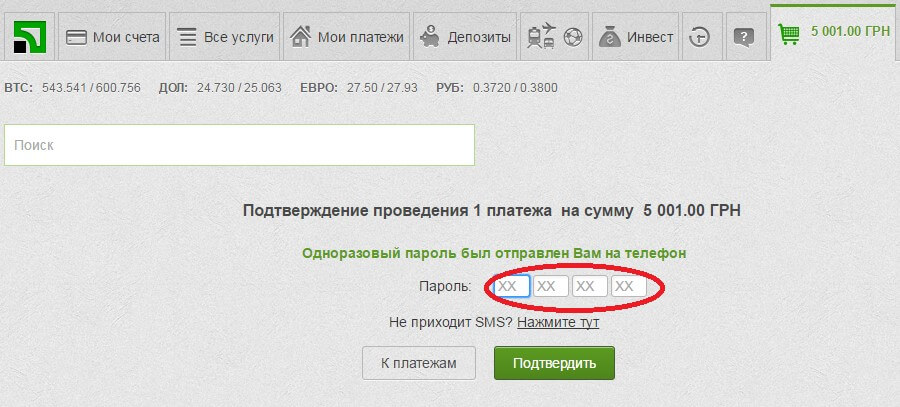 Мои счета Все услуги Мои платежи Депозиты Инвест ? 5 001.00 ГРН
BTC: 543.541 / 600.756 ДОЛ: 24.730 / 25.063 ЕВРО: 27.50 / 27.93 РУБ: 0.3720 / 0.3800
Поиск
Подтверждение проведения 1 платежа на сумму 5 001.00 ГРН
Одноразовый пароль был отправлен Вам на телефон
Пароль: XX XX XX XX
Не приходит SMS? Нажмите тут
К платежам Подтвердить